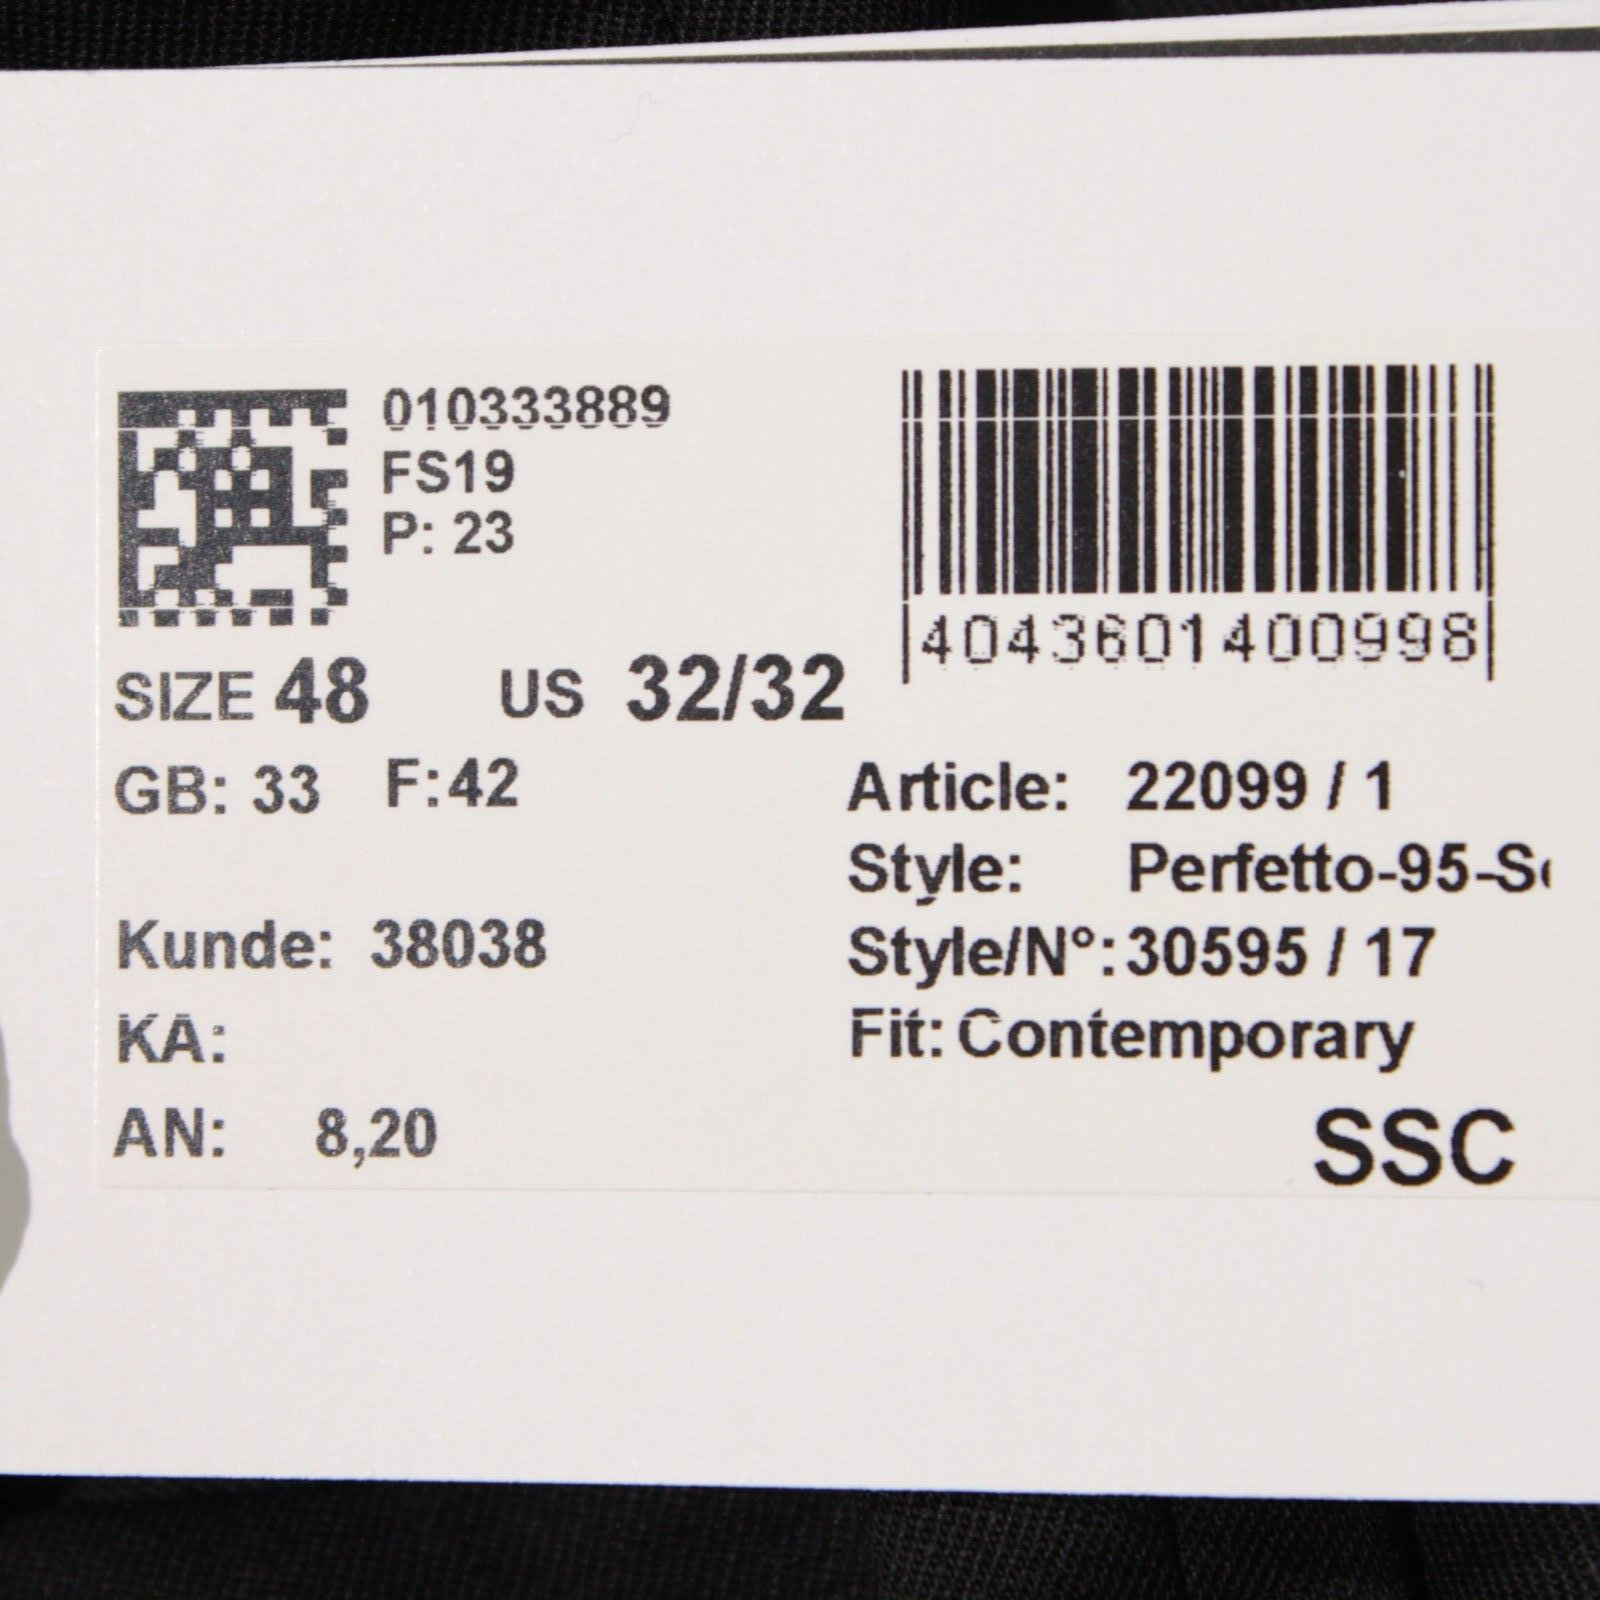 010333889
FS19
P: 23
4043601400998
SIZE 48 US 32/32
GB: 33 F:42
Article: 22099 / 1
Style: Perfetto-95-S
Kunde: 38038
Style/N°: 30595 / 17
KA:
Fit: Contemporary
AN: 8,20
SSC